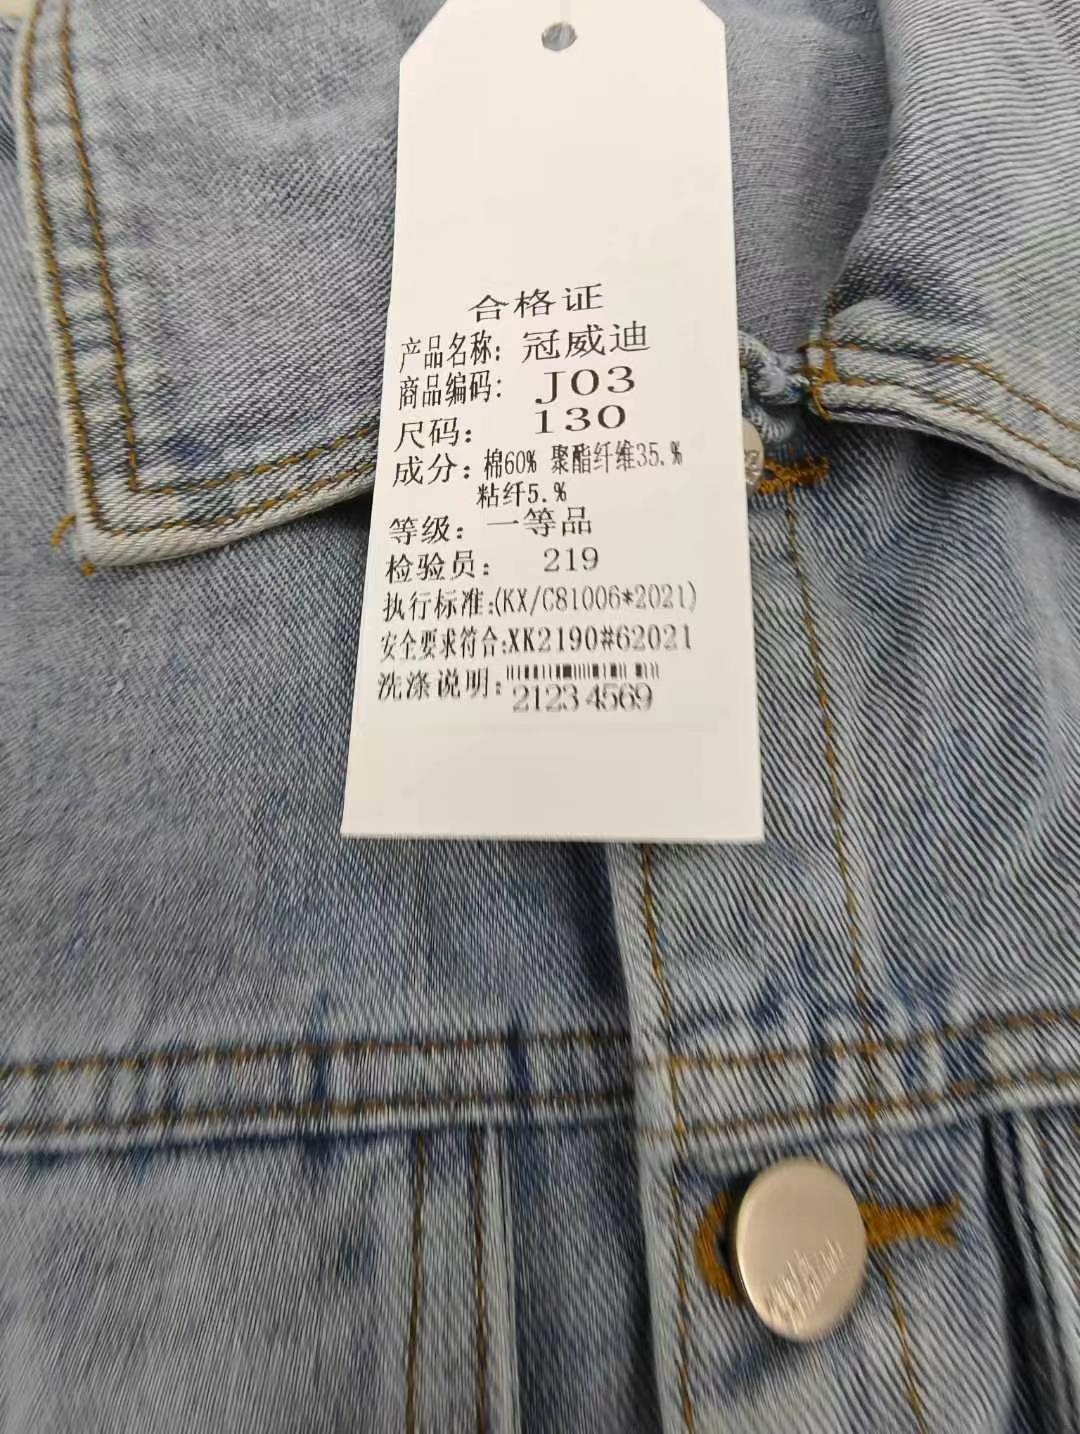 合格证
产品名称: 冠威迪
商品编码: J03
尺码: 130
成分: 棉60% 聚酯纤维35.%
粘纤5.%
等级: 一等品
检验员: 219
执行标准:(KX/C81006*2021)
安全要求符合:XK2190#62021
洗涤说明:
21234569